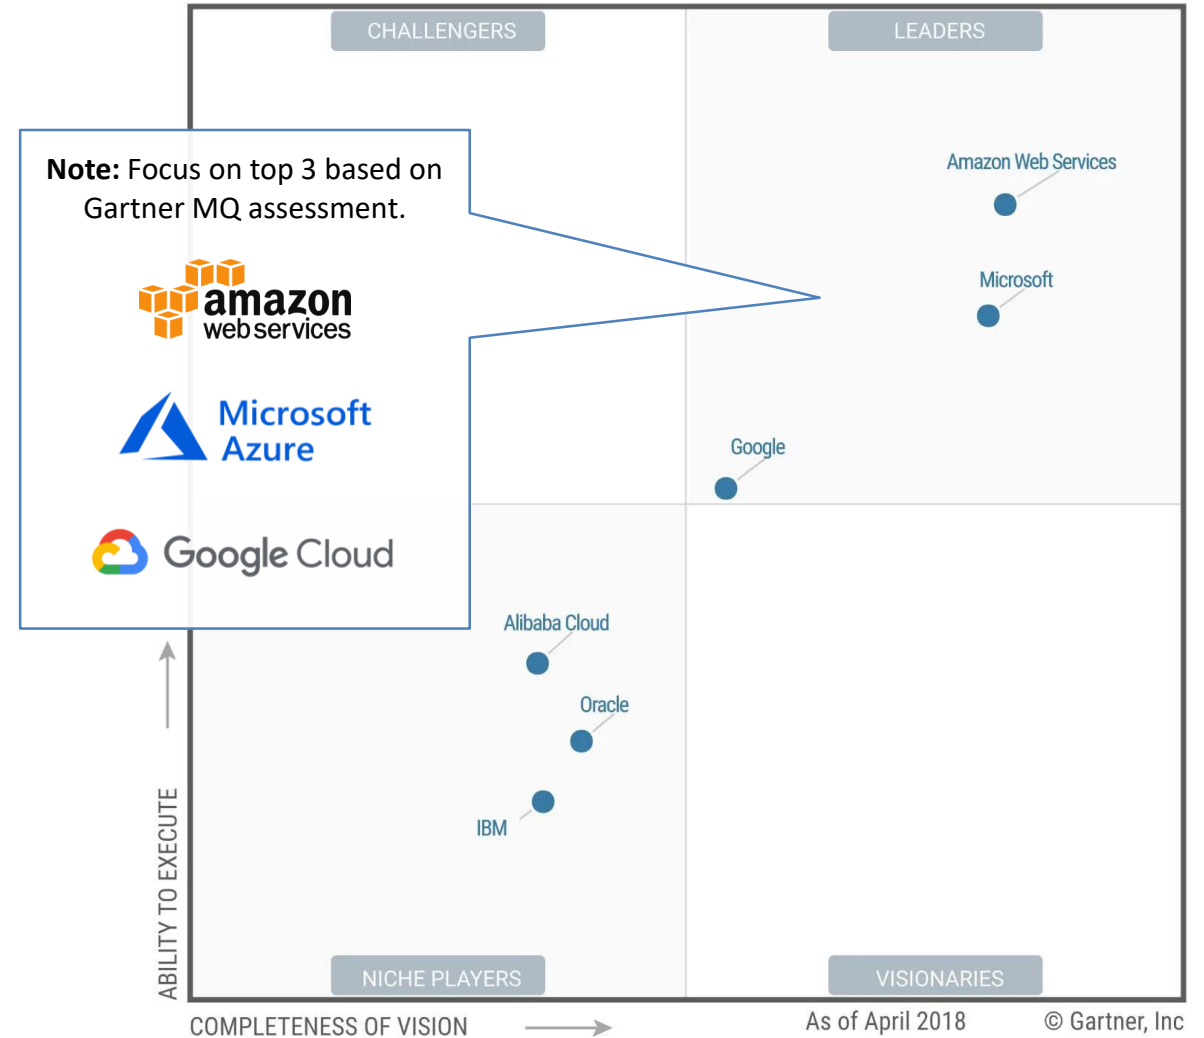 CHALLENGERS
LEADERS
Note: Focus on top 3 based on
Gartner MQ assessment.
amazon
web services
Microsoft
Azure
Google Cloud
Amazon Web Services
Microsoft
Google
Alibaba Cloud
Oracle
IBM
ABILITY TO EXECUTE
NICHE PLAYERS
VISIONARIES
COMPLETENESS OF VISION
As of April 2018
© Gartner, Inc